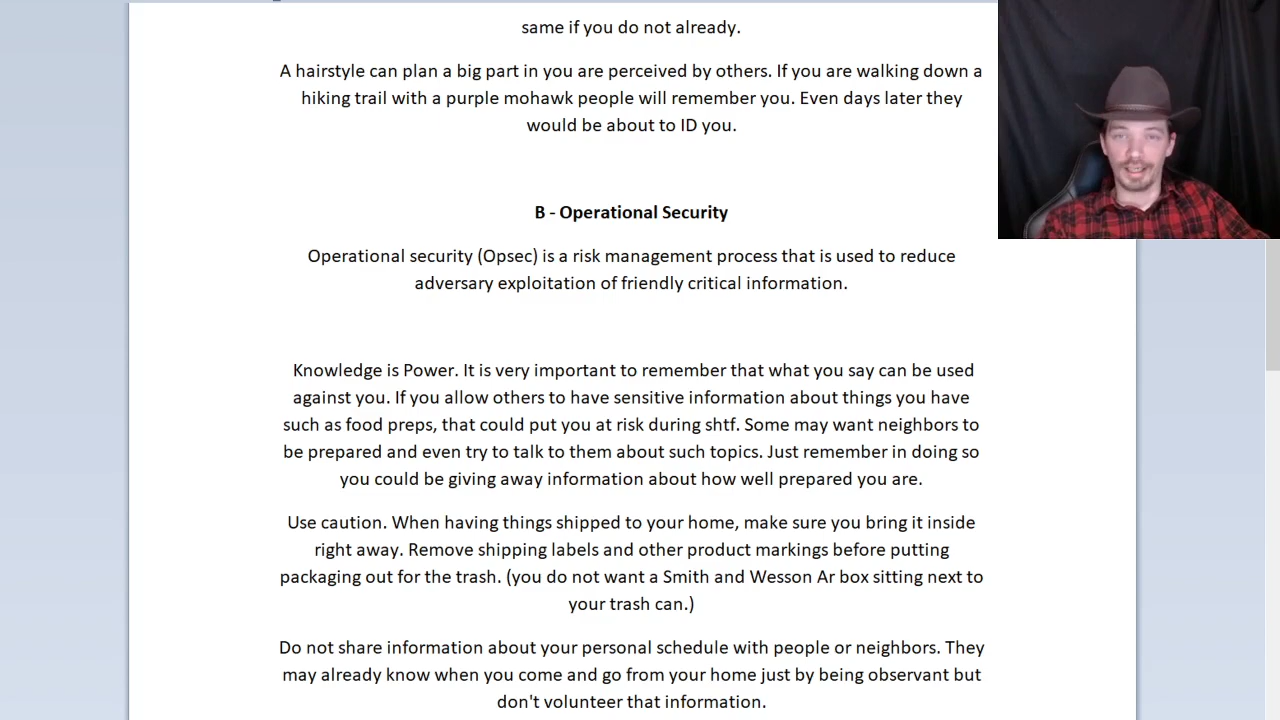 same if you do not already.
A hairstyle can plan a big part in you are perceived by others. If you are walking down a
hiking trail with a purple mohawk people will remember you. Even days later they
would be about to ID you.
B - Operational Security
Operational security (Opsec) is a risk management process that is used to reduce
adversary exploitation of friendly critical information.
Knowledge is Power. It is very important to remember that what you say can be used
against you. If you allow others to have sensitive information about things you have
such as food preps, that could put you at risk during shtf. Some may want neighbors to
be prepared and even try to talk to them about such topics. Just remember in doing so
you could be giving away information about how well prepared you are.
Use caution. When having things shipped to your home, make sure you bring it inside
right away. Remove shipping labels and other product markings before putting
packaging out for the trash. (you do not want a Smith and Wesson Ar box sitting next to
your trash can.)
Do not share information about your personal schedule with people or neighbors. They
may already know when you come and go from your home just by being observant but
don't volunteer that information.